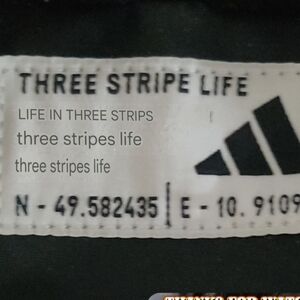 THREE STRIPE LIFE
LIFE IN THREE STRIPS
three stripes life
three stripes life
N - 49.582435 | E - 10.9109